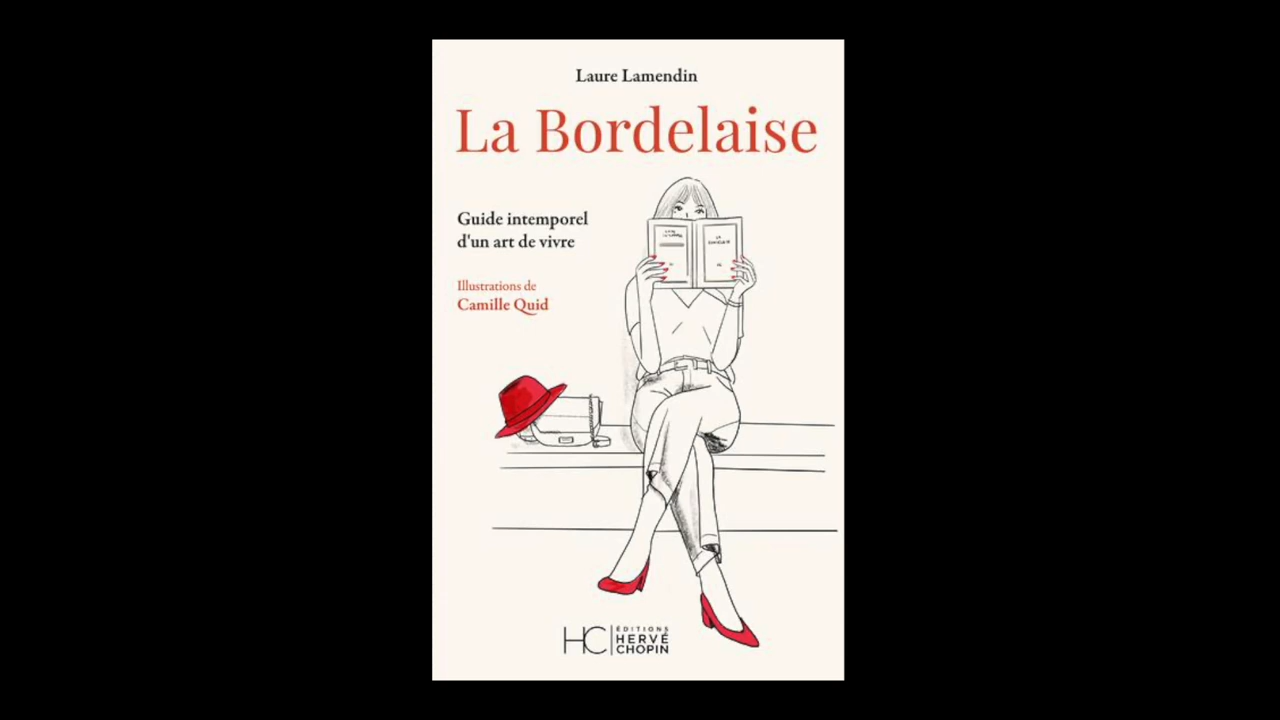 Laure Lamendin
La Bordelaise
Guide intemporel
d'un art de vivre
Illustrations de
Camille Quid
HC
ÉDITIONS
HERVÉ
CHOPIN